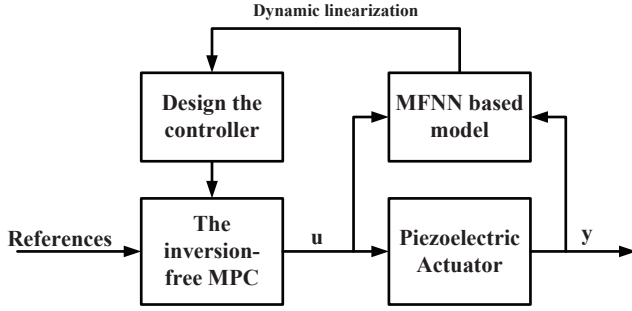 Dynamic linearization
Design the
controller
MFNN based
model
References
The
inversion-
free MPC
u
Piezoelectric
Actuator
y